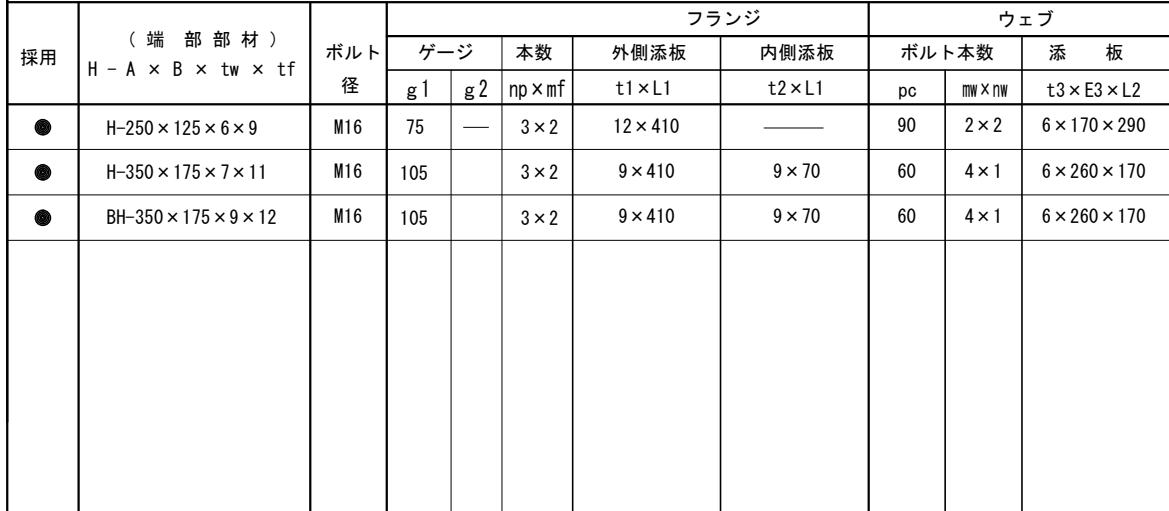 フランジ ウェブ
採用 (端 部部材) ボルト ゲージ 本数 外側添板 内側添板 ボルト本数 添 板
H - A × B × tw × tf 径 g1 g2 np×mf t1×L1 t2×L1 pc mw×nw t3×E3×L2
● H-250×125×6×9 M16 75 — 3×2 12×410 —— 90 2×2 6×170×290
● H-350×175×7×11 M16 105 3×2 9×410 9×70 60 4×1 6×260×170
● BH-350×175×9×12 M16 105 3×2 9×410 9×70 60 4×1 6×260×170